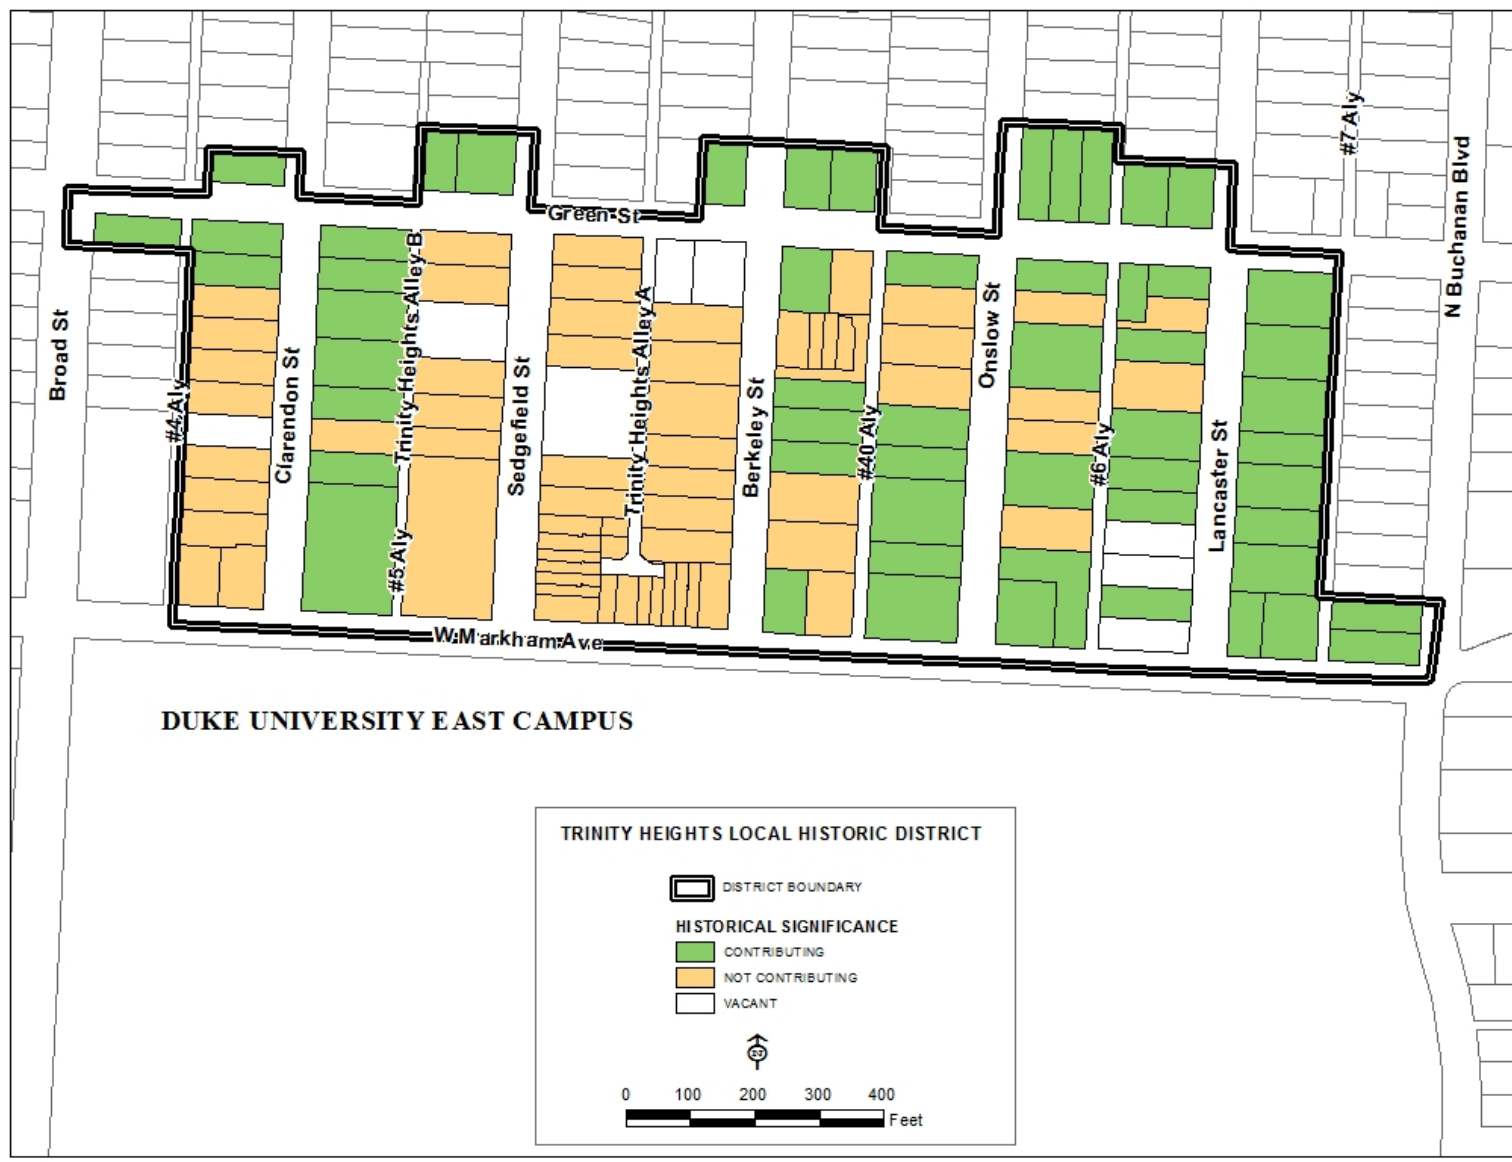 #7 Aly
N Buchanan Blvd
Green St
Trinity Heights Alley B
Trinity Heights Alley A
Onslow St
Broad St
#4 Aly
Clarendon St
Sedgefield St
Berkeley St
#40 Aly
#6 Aly
Lancaster St
#5 Aly
W Markham Ave
DUKE UNIVERSITY EAST CAMPUS
TRINITY HEIGHTS LOCAL HISTORIC DISTRICT
DISTRICT BOUNDARY
HISTORICAL SIGNIFICANCE
CONTRIBUTING
NOT CONTRIBUTING
VACANT
0 100 200 300 400
Feet